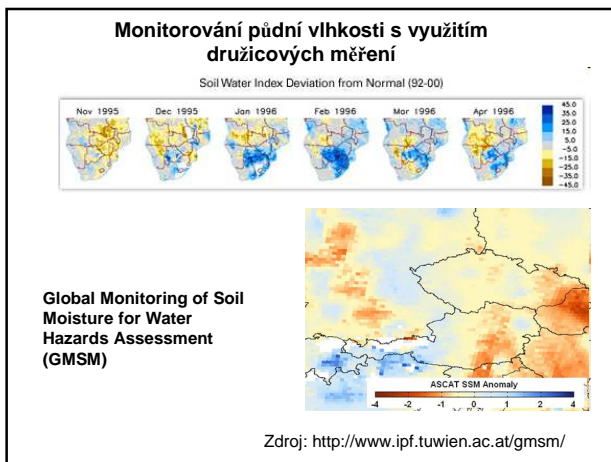 Monitorování půdní vlhkosti s využitím
družicových měření
Soil Water Index Deviation from Normal (92-00)
Nov 1995 Dec 1995 Jan 1996 Feb 1996 Mar 1996 Apr 1996
45.0
35.0
25.0
15.0
5.0
-5.0
-15.0
-25.0
-35.0
-45.0
Global Monitoring of Soil
Moisture for Water
Hazards Assessment
(GMSM)
ASCAT SSM Anomaly
-4 -3 -2 -1 0 1 2 3 4
Zdroj: http://www.ipf.tuwien.ac.at/gmsm/